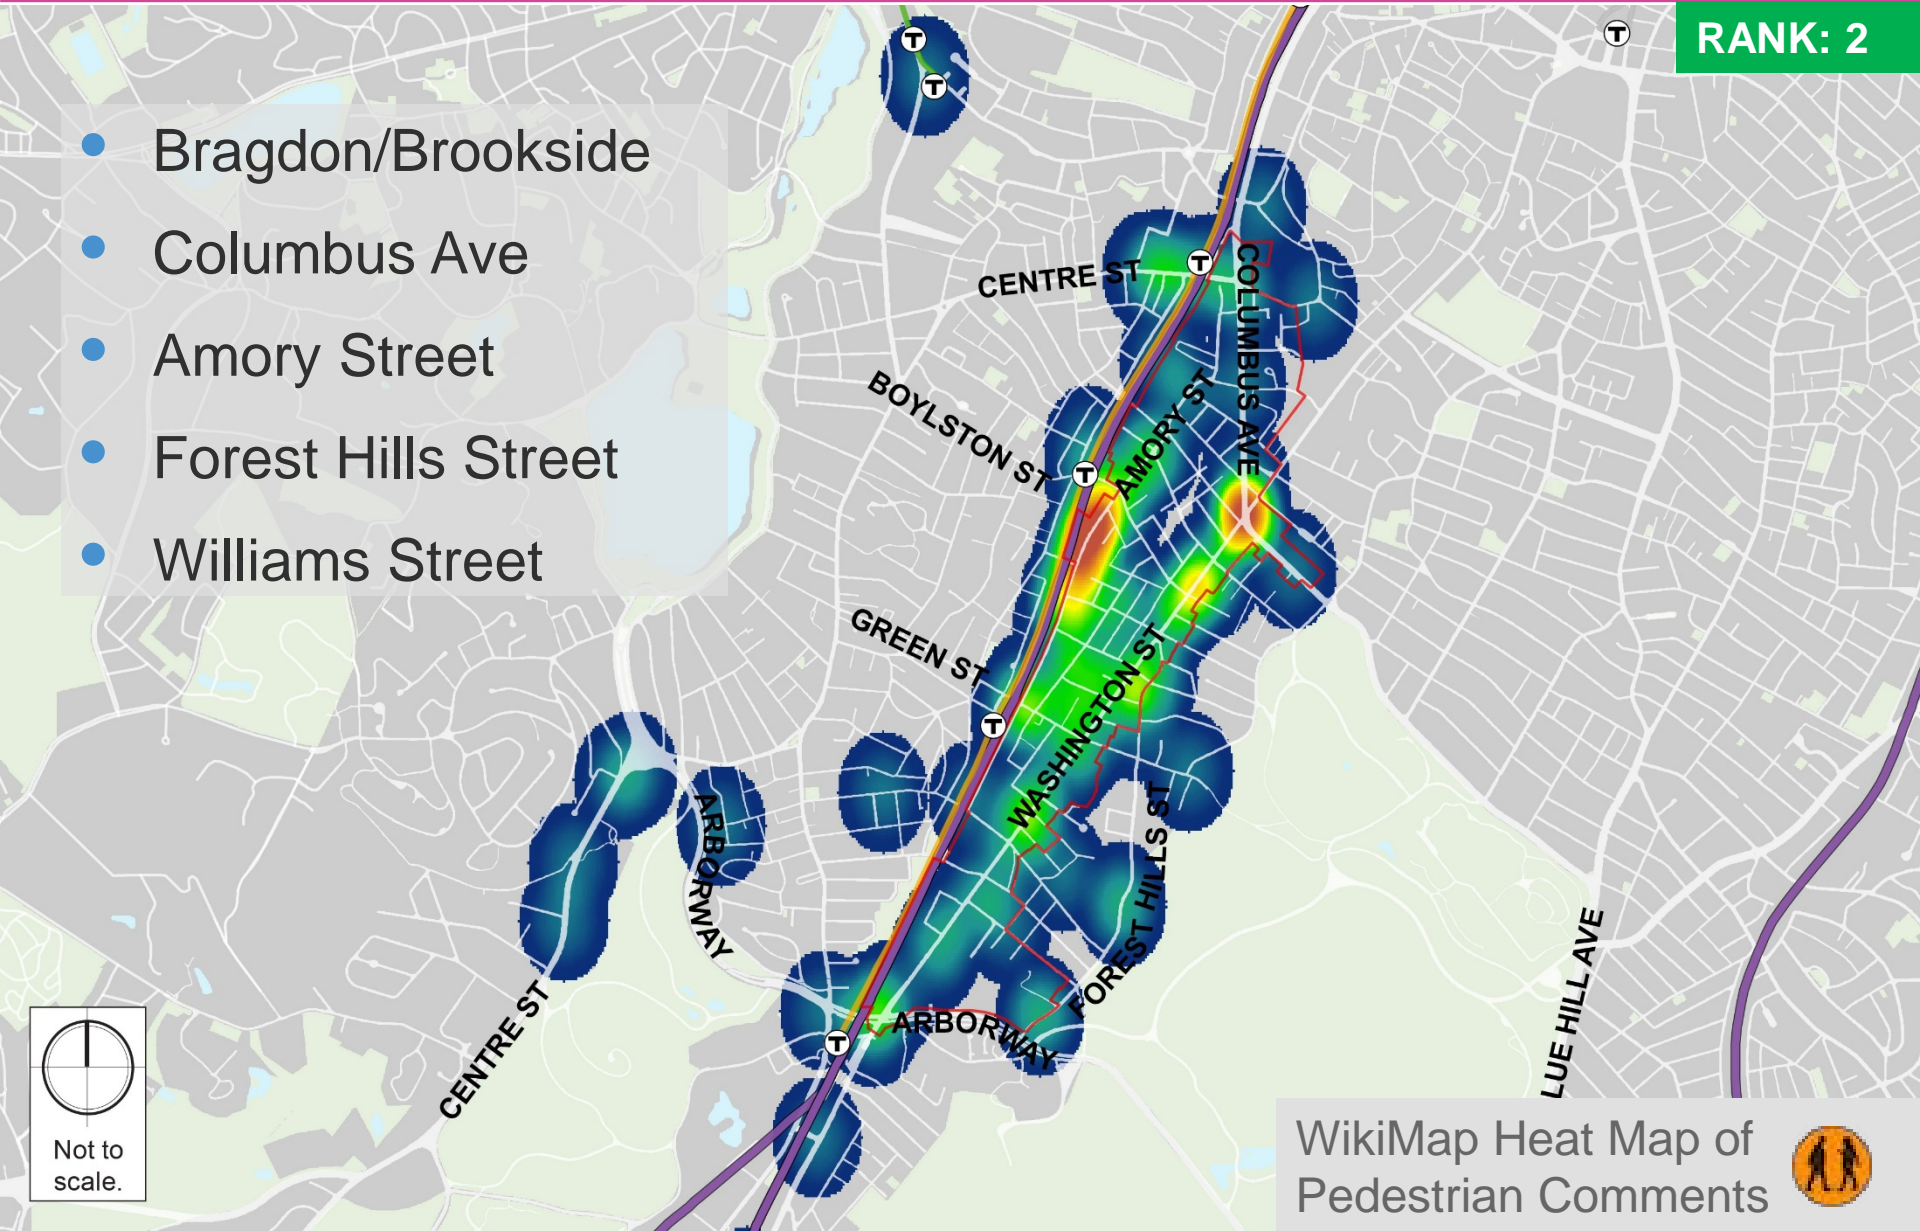 RANK: 2
Bragdon/Brookside
Columbus Ave
Amory Street
Forest Hills Street
Williams Street
T
T
T
T
CENTRE ST
COLUMBUS AVE
BOYLSTON ST
T
AMORY ST
GREEN ST
T
WASHINGTON ST
ARBORWAY
FOREST HILLS ST
CENTRE ST
ARBORWAY
T
LUE HILL AVE
Not to
scale.
WikiMap Heat Map of
Pedestrian Comments